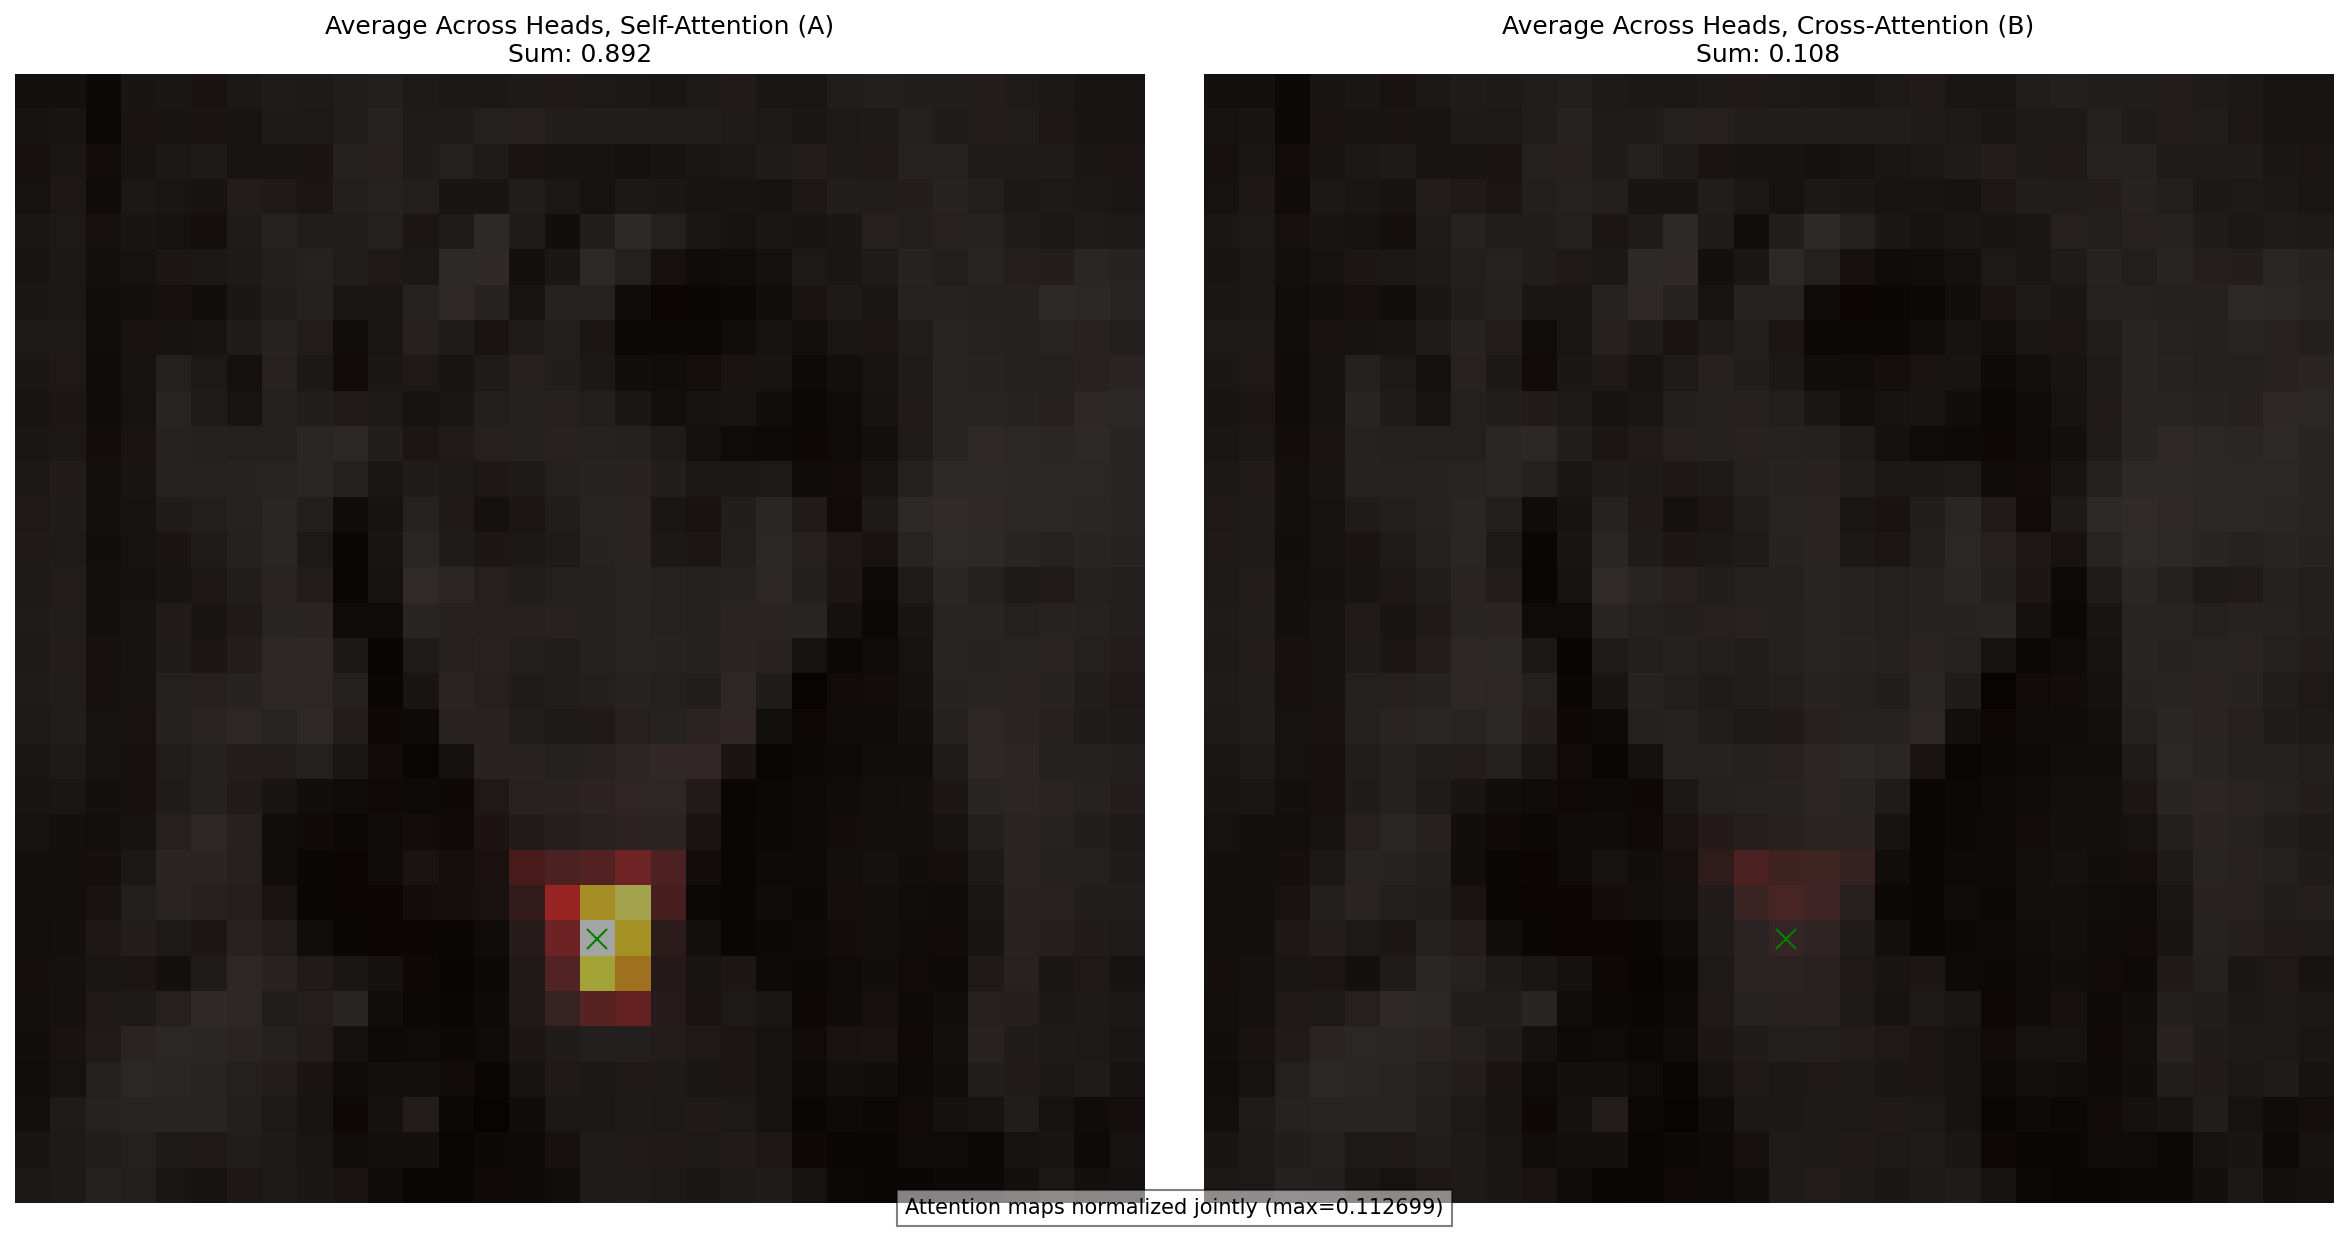 Average Across Heads, Self-Attention (A)
Sum: 0.892
Average Across Heads, Cross-Attention (B)
Sum: 0.108
Attention maps normalized jointly (max=0.112699)